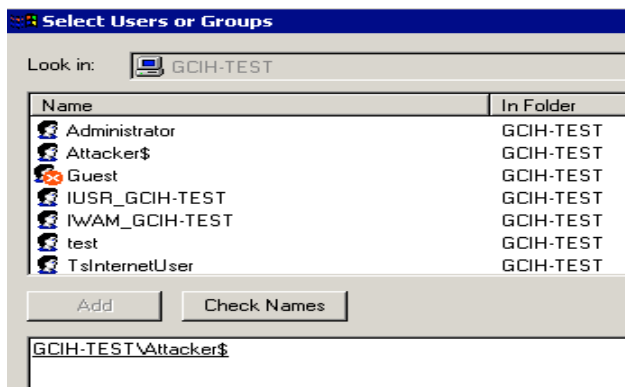 Select Users or Groups
Look in: GCIH-TEST
Name In Folder
Administrator GCIH-TEST
Attacker$ GCIH-TEST
Guest GCIH-TEST
IUSR_GCIH-TEST GCIH-TEST
IWAM_GCIH-TEST GCIH-TEST
test GCIH-TEST
TsInternetUser GCIH-TEST
Add Check Names
GCIH-TEST\Attacker$